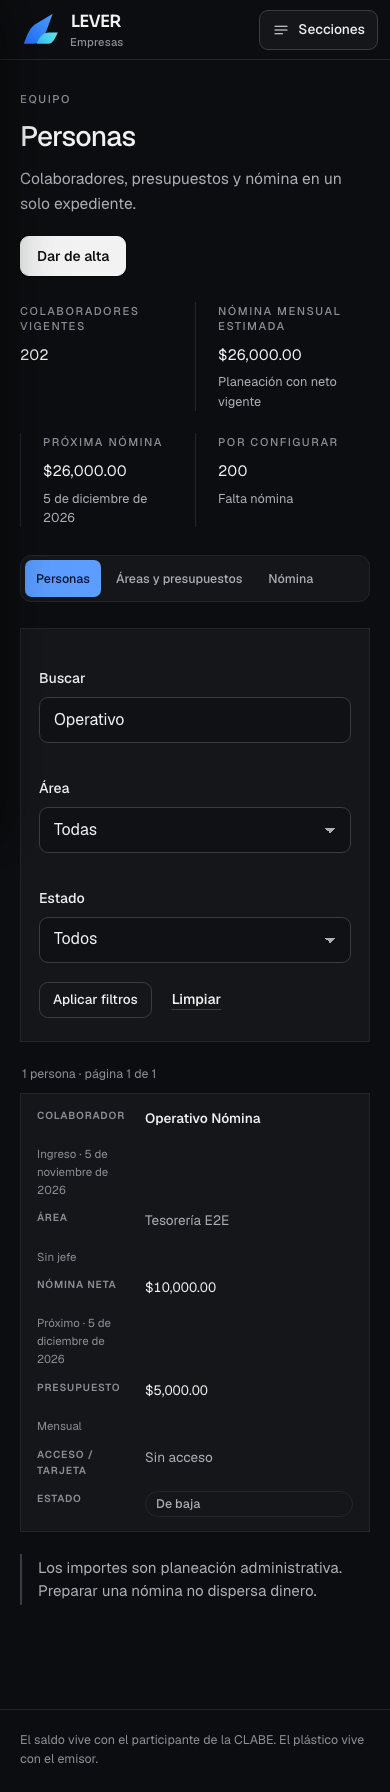 LEVER
Empresas
Secciones
EQUIPO
Personas
Colaboradores, presupuestos y nómina en un
solo expediente.
Dar de alta
COLABORADORES
VIGENTES
202
NÓMINA MENSUAL
ESTIMADA
$26,000.00
Planeación con neto
vigente
PRÓXIMA NÓMINA
$26,000.00
5 de diciembre de
2026
POR CONFIGURAR
200
Falta nómina
Personas
Áreas y presupuestos
Nómina
Buscar
Operativo
Área
Todas
Estado
Todos
Aplicar filtros
Limpiar
1 persona · página 1 de 1
COLABORADOR
Operativo Nómina
Ingreso · 5 de
noviembre de
2026
ÁREA
Tesorería E2E
Sin jefe
NÓMINA NETA
$10,000.00
Próximo · 5 de
diciembre de
2026
PRESUPUESTO
$5,000.00
Mensual
ACCESO /
TARJETA
Sin acceso
ESTADO
De baja
Los importes son planeación administrativa.
Preparar una nómina no dispersa dinero.
El saldo vive con el participante de la CLABE. El plástico vive
con el emisor.